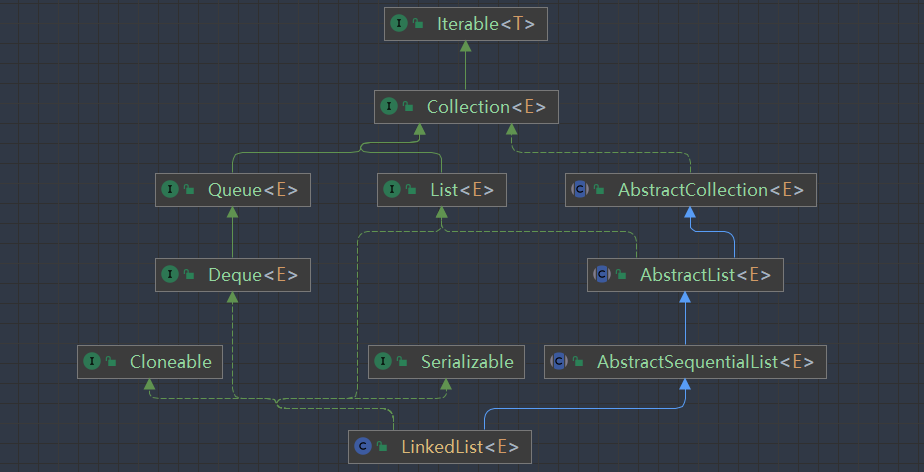 I Iterable<T>
I Collection<E>
I Queue<E>
I List<E>
C AbstractCollection<E>
I Deque<E>
C AbstractList<E>
I Cloneable
I Serializable
C AbstractSequentialList<E>
C LinkedList<E>